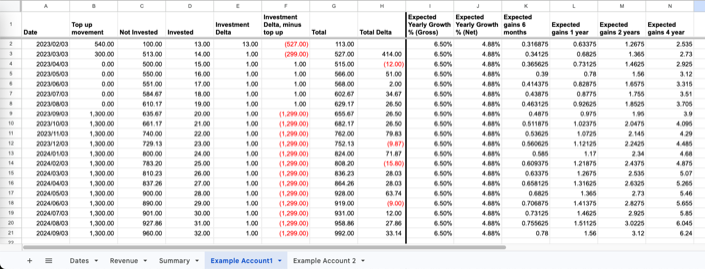 A B C D E F G H I J K L M N
1 Date Top up movement Not Invested Invested Investment Delta Investment Delta, minus top up Total Total Delta Expected Yearly Growth % (Gross) Expected Yearly Growth % (Net) Expected gains 6 months Expected gains 1 year Expected gains 2 years Expected gains 4 year
2 2023/02/03 540.00 100.00 13.00 13.00 (527.00) 113.00 6.50% 4.88% 0.316875 0.63375 1.2675 2.535
3 2023/03/03 300.00 513.00 14.00 1.00 (299.00) 527.00 414.00 6.50% 4.88% 0.34125 0.6825 1.365 2.73
4 2023/04/03 0.00 500.00 15.00 1.00 1.00 515.00 (12.00) 6.50% 4.88% 0.365625 0.73125 1.4625 2.925
5 2023/05/03 0.00 550.00 16.00 1.00 1.00 566.00 51.00 6.50% 4.88% 0.39 0.78 1.56 3.12
6 2023/06/03 0.00 551.00 17.00 1.00 1.00 568.00 2.00 6.50% 4.88% 0.414375 0.82875 1.6575 3.315
7 2023/07/03 0.00 584.67 18.00 1.00 1.00 602.67 34.67 6.50% 4.88% 0.43875 0.8775 1.755 3.51
8 2023/08/03 0.00 610.17 19.00 1.00 1.00 629.17 26.50 6.50% 4.88% 0.463125 0.92625 1.8525 3.705
9 2023/09/03 1,300.00 635.67 20.00 1.00 (1,299.00) 655.67 26.50 6.50% 4.88% 0.4875 0.975 1.95 3.9
10 2023/10/03 1,300.00 661.17 21.00 1.00 (1,299.00) 682.17 26.50 6.50% 4.88% 0.511875 1.02375 2.0475 4.095
11 2023/11/03 1,300.00 740.00 22.00 1.00 (1,299.00) 762.00 79.83 6.50% 4.88% 0.53625 1.0725 2.145 4.29
12 2023/12/03 1,300.00 729.13 23.00 1.00 (1,299.00) 752.13 (9.87) 6.50% 4.88% 0.560625 1.12125 2.2425 4.485
13 2024/01/03 1,300.00 800.00 24.00 1.00 (1,299.00) 824.00 71.87 6.50% 4.88% 0.585 1.17 2.34 4.68
14 2024/02/03 1,300.00 783.20 25.00 1.00 (1,299.00) 808.20 (15.80) 6.50% 4.88% 0.609375 1.21875 2.4375 4.875
15 2024/03/03 1,300.00 810.23 26.00 1.00 (1,299.00) 836.23 28.03 6.50% 4.88% 0.63375 1.2675 2.535 5.07
16 2024/04/03 1,300.00 837.26 27.00 1.00 (1,299.00) 864.26 28.03 6.50% 4.88% 0.658125 1.31625 2.6325 5.265
17 2024/05/03 1,300.00 900.00 28.00 1.00 (1,299.00) 928.00 63.74 6.50% 4.88% 0.6825 1.365 2.73 5.46
18 2024/06/03 1,300.00 890.00 29.00 1.00 (1,299.00) 919.00 (9.00) 6.50% 4.88% 0.706875 1.41375 2.8275 5.655
19 2024/07/03 1,300.00 901.00 30.00 1.00 (1,299.00) 931.00 12.00 6.50% 4.88% 0.73125 1.4625 2.925 5.85
20 2024/08/03 1,300.00 927.86 31.00 1.00 (1,299.00) 958.86 27.86 6.50% 4.88% 0.755625 1.51125 3.0225 6.045
21 2024/09/03 1,300.00 960.00 32.00 1.00 (1,299.00) 992.00 33.14 6.50% 4.88% 0.78 1.56 3.12 6.24
Dates Revenue Summary Example Account1 Example Account 2